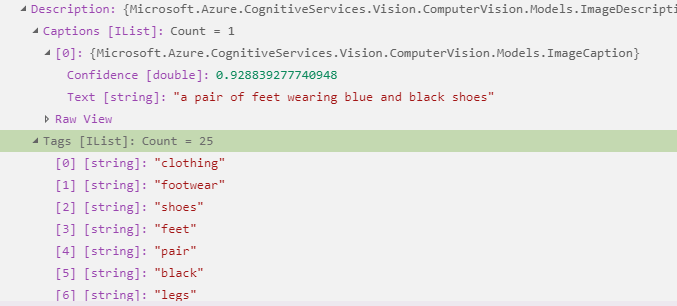 Description: {Microsoft.Azure.CognitiveServices.Vision.ComputerVision.Models.ImageDescripti
Captions [IList]: Count = 1
[0]: {Microsoft.Azure.CognitiveServices.Vision.ComputerVision.Models.ImageCaption}
Confidence [double]: 0.928839277740948
Text [string]: "a pair of feet wearing blue and black shoes"
Raw View
Tags [IList]: Count = 25
[0] [string]: "clothing"
[1] [string]: "footwear"
[2] [string]: "shoes"
[3] [string]: "feet"
[4] [string]: "pair"
[5] [string]: "black"
[6] [string]: "legs"